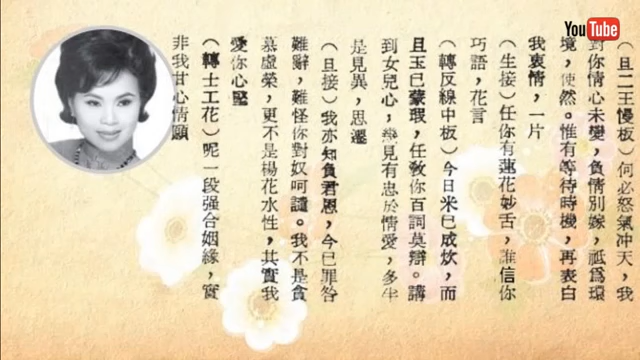 （旦二王慢板）何必怒氣冲天，我
對你情心未變，負情別嫁，祗爲環
境，使然。惟有等待時機，再表白
我哀情，一片
（生接）任你有蓮花妙舌，誰信你
巧語，花言
（轉反線中板）今日米已成炊，而
且玉已蒙瑕，任敎你百詞莫辯。講
到女兒心，幾見有忠於情愛，多半
是見異，思遷
（旦接）我亦知負君恩，今已罪咎
難辭，難怪你對奴呵譴。我不是貪
慕虛榮，更不是楊花水性，其實我
愛你心堅
（轉士工花）呢一段强合姻緣，實
非我甘心情願
YouTube